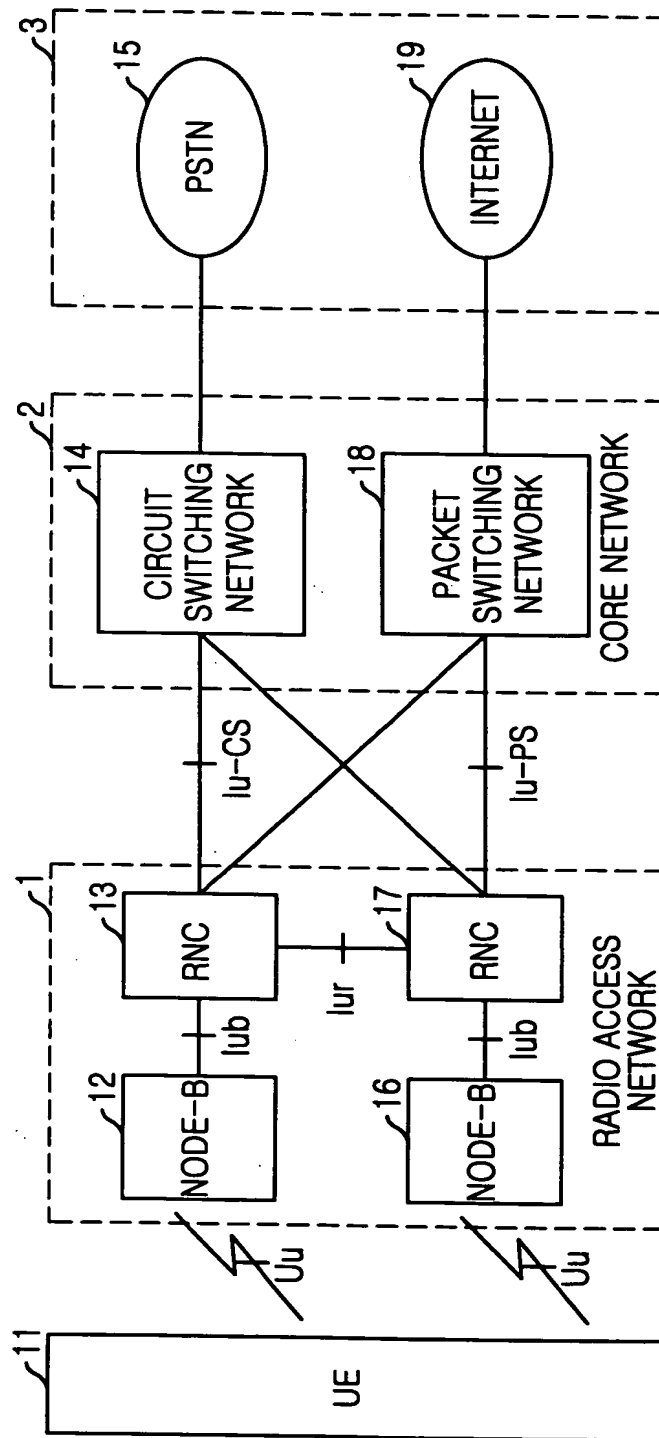 11
UE
Uu
Uu
1
12
NODE-B
Iub
13
RNC
Iur
16
NODE-B
Iub
17
RNC
RADIO ACCESS
NETWORK
Iu-CS
Iu-PS
2
14
CIRCUIT
SWITCHING
NETWORK
18
PACKET
SWITCHING
NETWORK
CORE NETWORK
3
15
PSTN
19
INTERNET